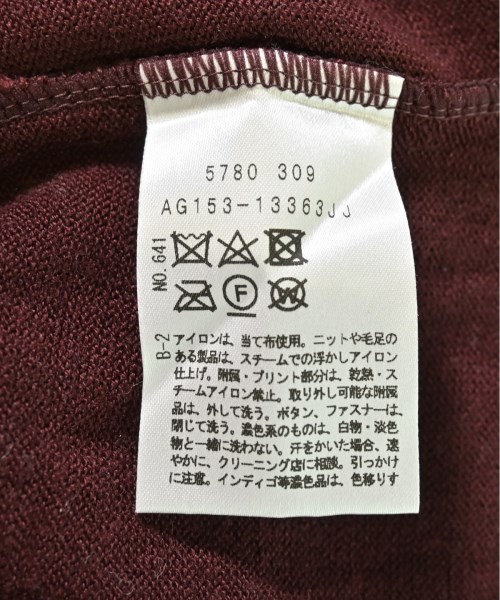 5780 309
AG153-13363JJ
NO.641
F
W
B-2
アイロンは、当て布使用。ニットや毛足の
ある製品は、スチームでの浮かしアイロン
仕上げ。附属・プリント部分は、乾熱・ス
チームアイロン禁止。取り外し可能な附属
品は、外して洗う。ボタン、ファスナーは、
閉じて洗う。濃色系のものは、白物・淡色
物と一緒に洗わない。汗をかいた場合、速
やかに、クリーニング店に相談。引っかけ
に注意。インディゴ等濃色品は、色移りす